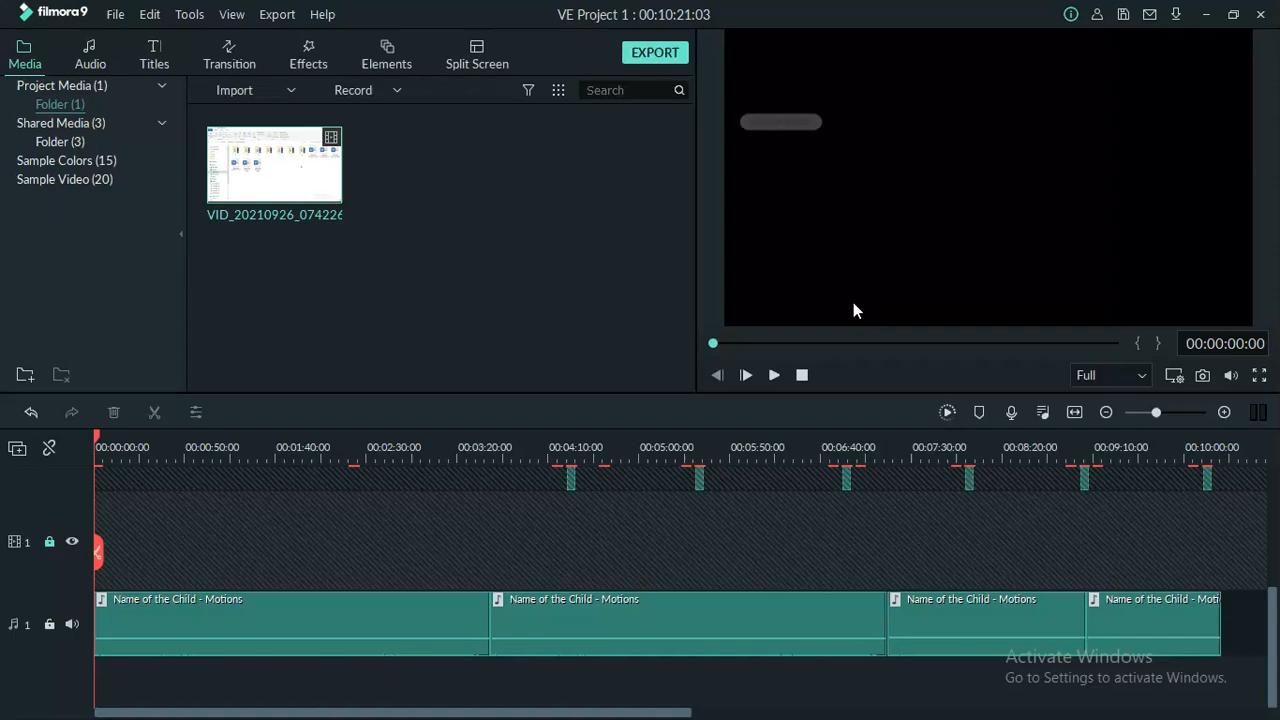 filmora9 File Edit Tools View Export Help VE Project 1 : 00:10:21:03
Media Audio Titles Transition Effects Elements Split Screen EXPORT
Project Media (1)
Folder (1)
Shared Media (3)
Folder (3)
Sample Colors (15)
Sample Video (20)
Import Record Search
VID_20210926_074226
00:00:00:00
Full
00:00:00:00 00:00:50:00 00:01:40:00 00:02:30:00 00:03:20:00 00:04:10:00 00:05:00:00 00:05:50:00 00:06:40:00 00:07:30:00 00:08:20:00 00:09:10:00 00:10:00:00
1
Name of the Child - Motions Name of the Child - Motions Name of the Child - Motions Name of the Child - Moti
1
Activate Windows
Go to Settings to activate Windows.